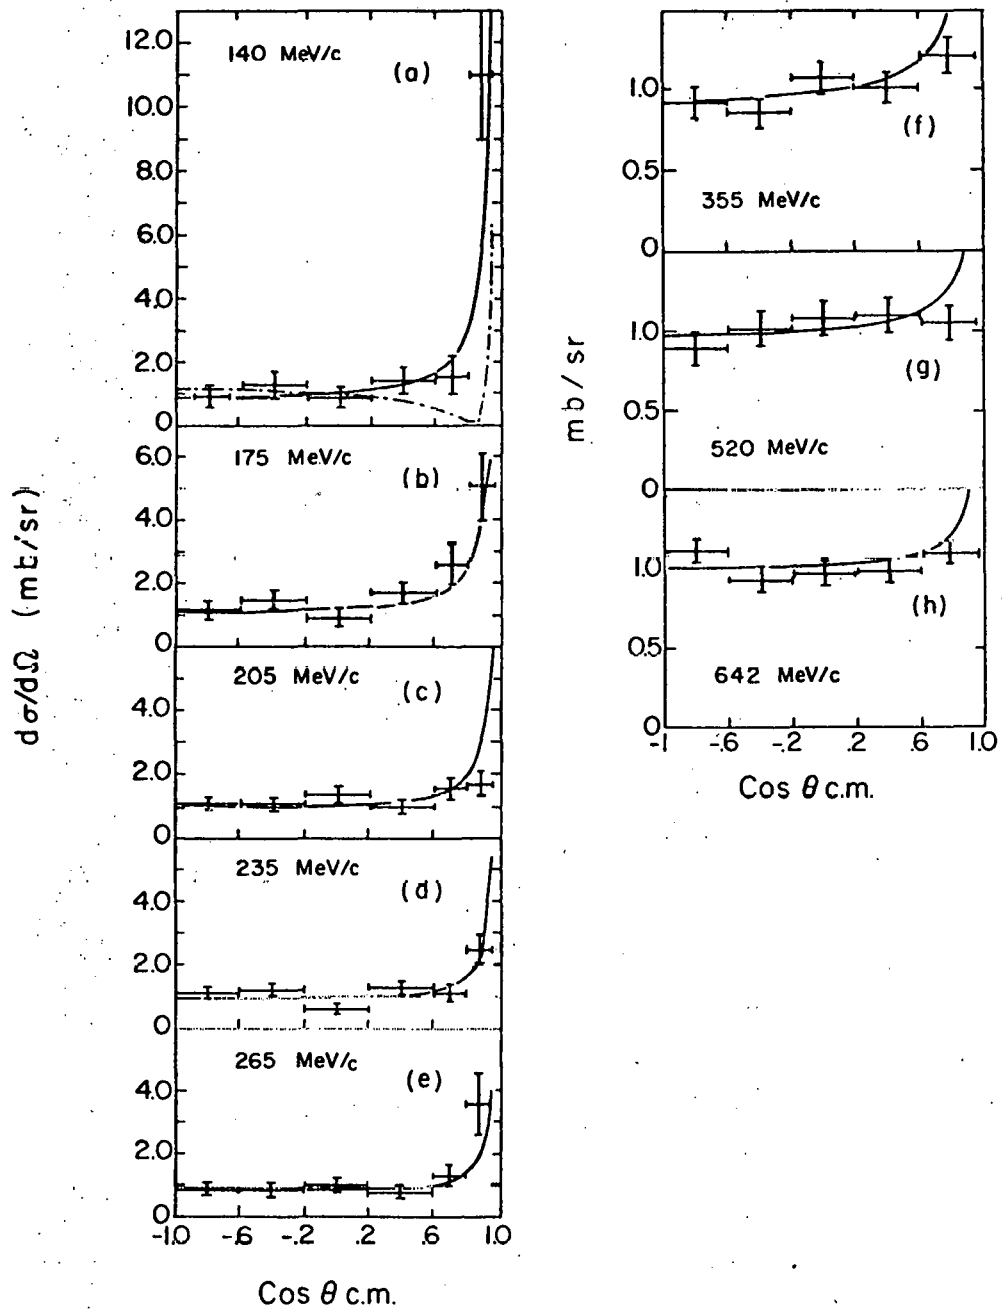 dσ/dΩ (mb/sr)
12.0
10.0
8.0
6.0
4.0
2.0
0
140 MeV/c
(a)
6.0
4.0
2.0
0
175 MeV/c
(b)
4.0
2.0
0
205 MeV/c
(c)
4.0
2.0
0
235 MeV/c
(d)
4.0
2.0
0
265 MeV/c
(e)
-1.0 -.6 -.2 .2 .6 1.0
Cos θ c.m.
mb/sr
1.0
0.5
0
(f)
355 MeV/c
1.0
0.5
0
(g)
520 MeV/c
1.0
0.5
0
(h)
642 MeV/c
-1 -.6 -.2 .2 .6 1.0
Cos θ c.m.